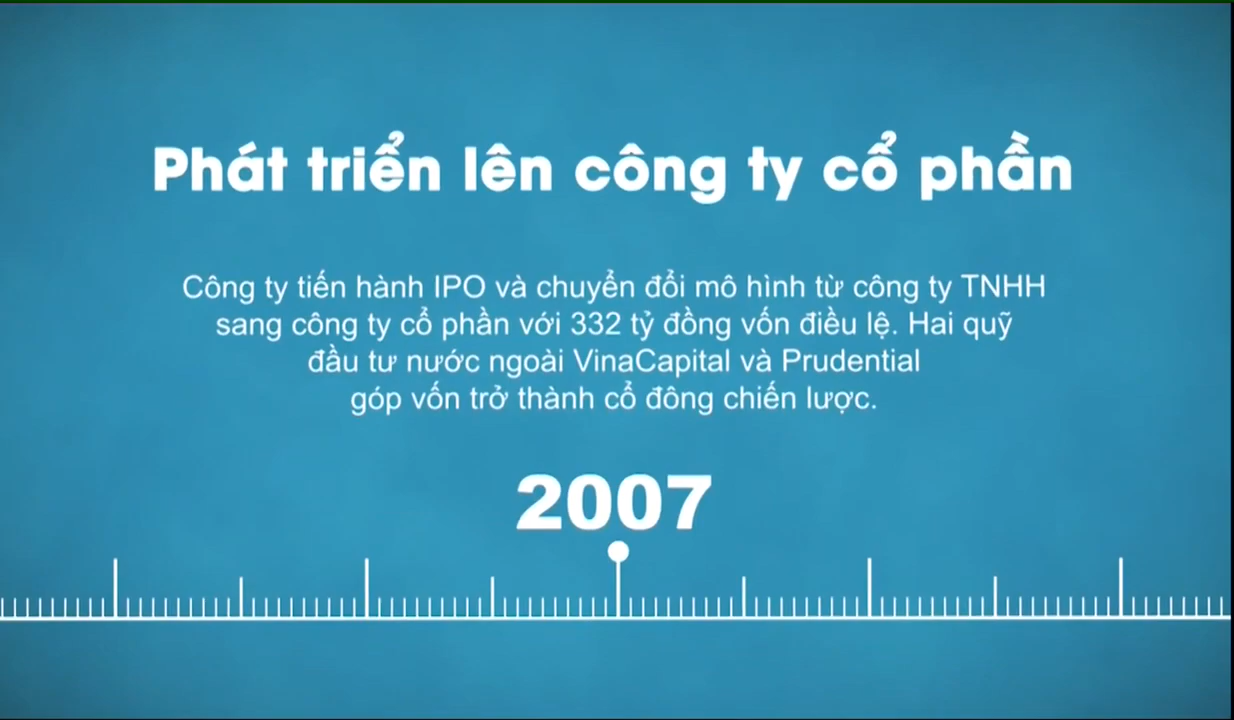 Phát triển lên công ty cổ phần
Công ty tiến hành IPO và chuyển đổi mô hình từ công ty TNHH
sang công ty cổ phần với 332 tỷ đồng vốn điều lệ. Hai quỹ
đầu tư nước ngoài VinaCapital và Prudential
góp vốn trở thành cổ đông chiến lược.
2007